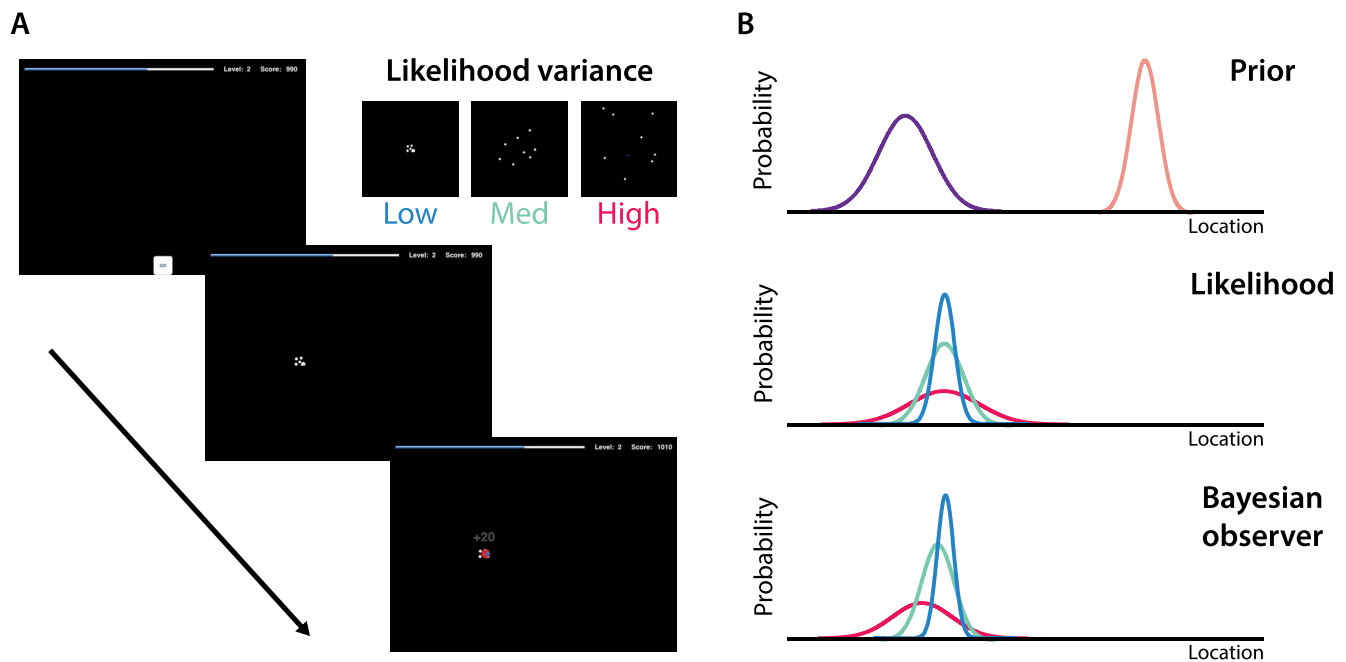 A
Level: 2 Score: 990
Likelihood variance
Low Med High
Level: 2 Score: 990
Level: 2 Score: 1010
+20
B
Prior
Probability
Location
Likelihood
Probability
Location
Bayesian
observer
Probability
Location